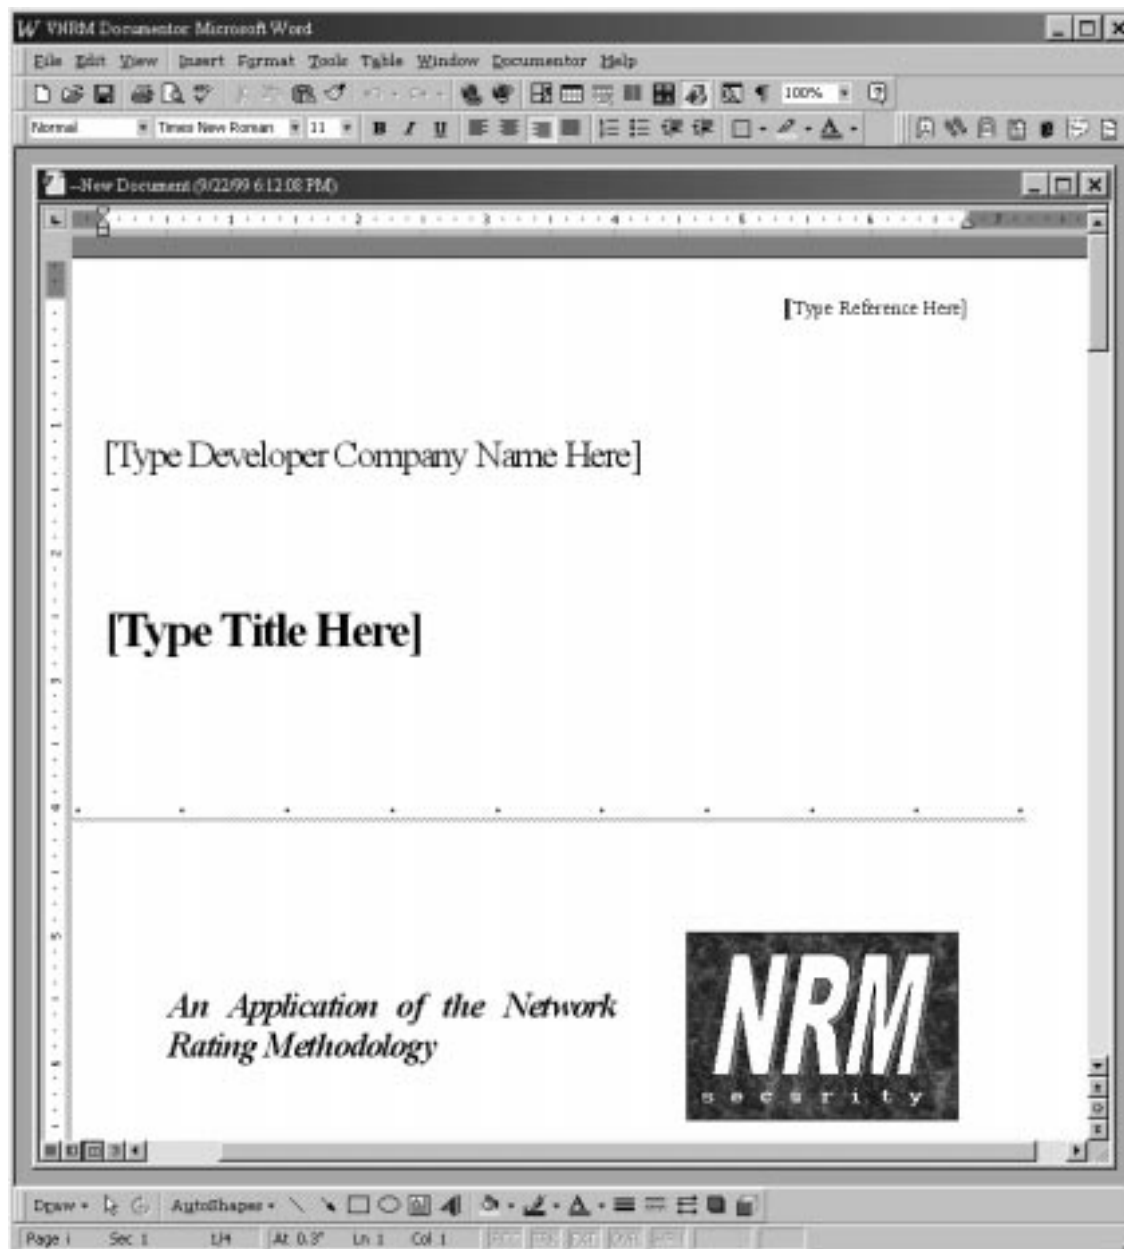 VNRM Documentor: Microsoft Word
File Edit View Insert Format Tools Table Window Documentor Help
100%
Normal Times New Roman 11 B I U
--New Document (9/22/99 6:12:08 PM)
[Type Reference Here]
[Type Developer Company Name Here]
[Type Title Here]
An Application of the Network
Rating Methodology
NRM
security
Draw AutoShapes
Page i Sec 1 1/4 At 0.3" Ln 1 Col 1